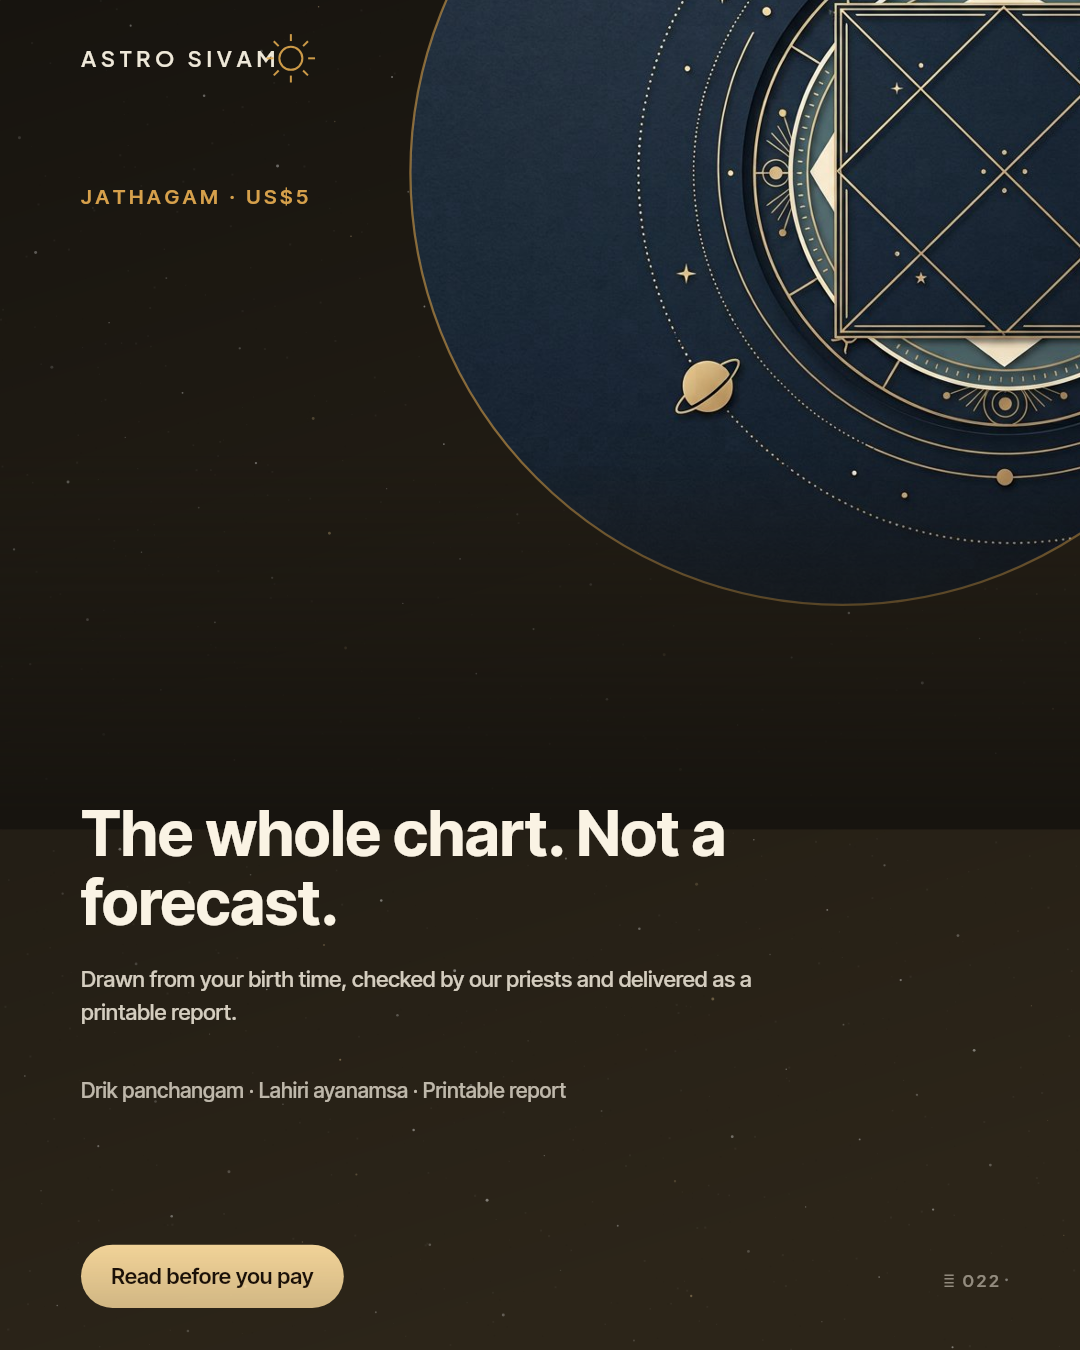 ASTRO SIVAM
JATHAGAM · US$5
The whole chart. Not a
forecast.
Drawn from your birth time, checked by our priests and delivered as a
printable report.
Drik panchangam · Lahiri ayanamsa · Printable report
Read before you pay
022